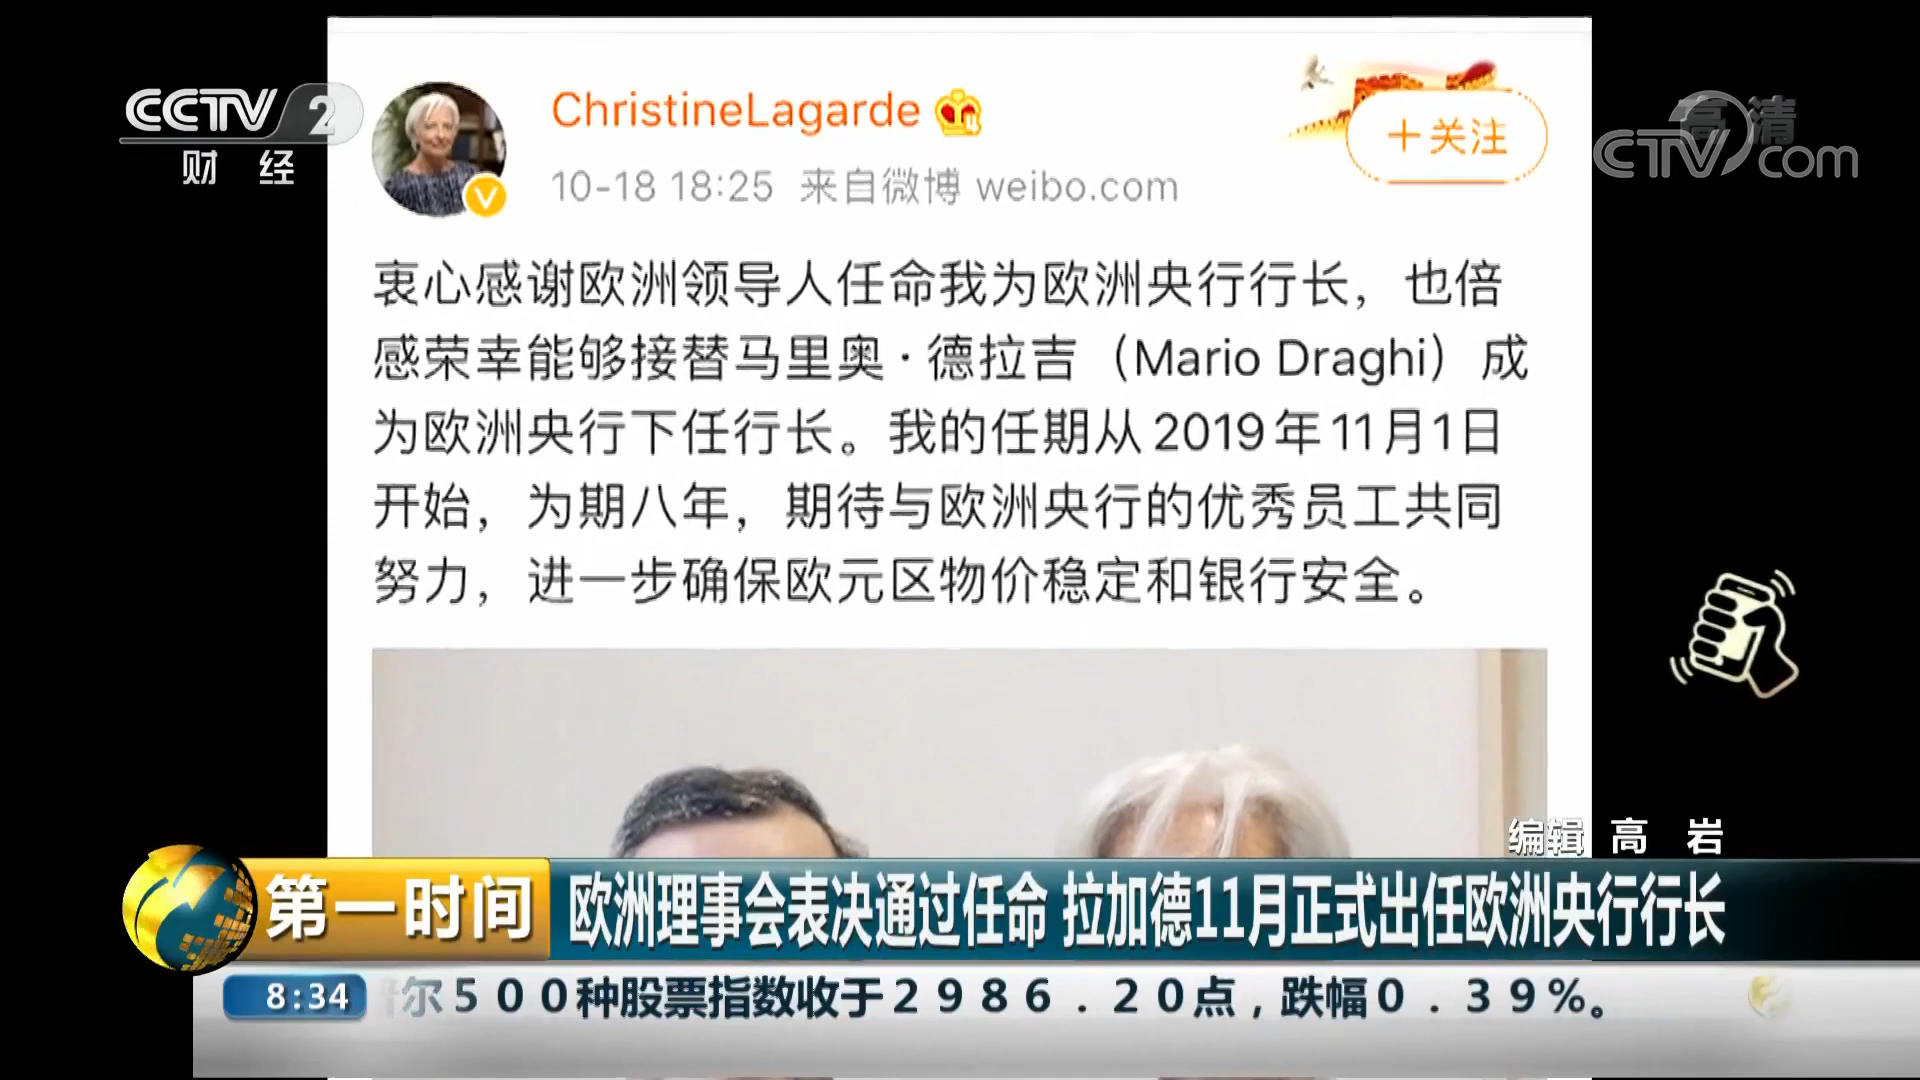 CCTV 2
财 经
高清
CCTV com
ChristineLagarde
4
+关注
10-18 18:25 来自微博 weibo.com
衷心感谢欧洲领导人任命我为欧洲央行行长，也倍
感荣幸能够接替马里奥·德拉吉（Mario Draghi）成
为欧洲央行下任行长。我的任期从2019年11月1日
开始，为期八年，期待与欧洲央行的优秀员工共同
努力，进一步确保欧元区物价稳定和银行安全。
编辑 高 岩
第一时间
欧洲理事会表决通过任命 拉加德11月正式出任欧洲央行行长
8:34
尔500种股票指数收于2986.20点，跌幅0.39%。